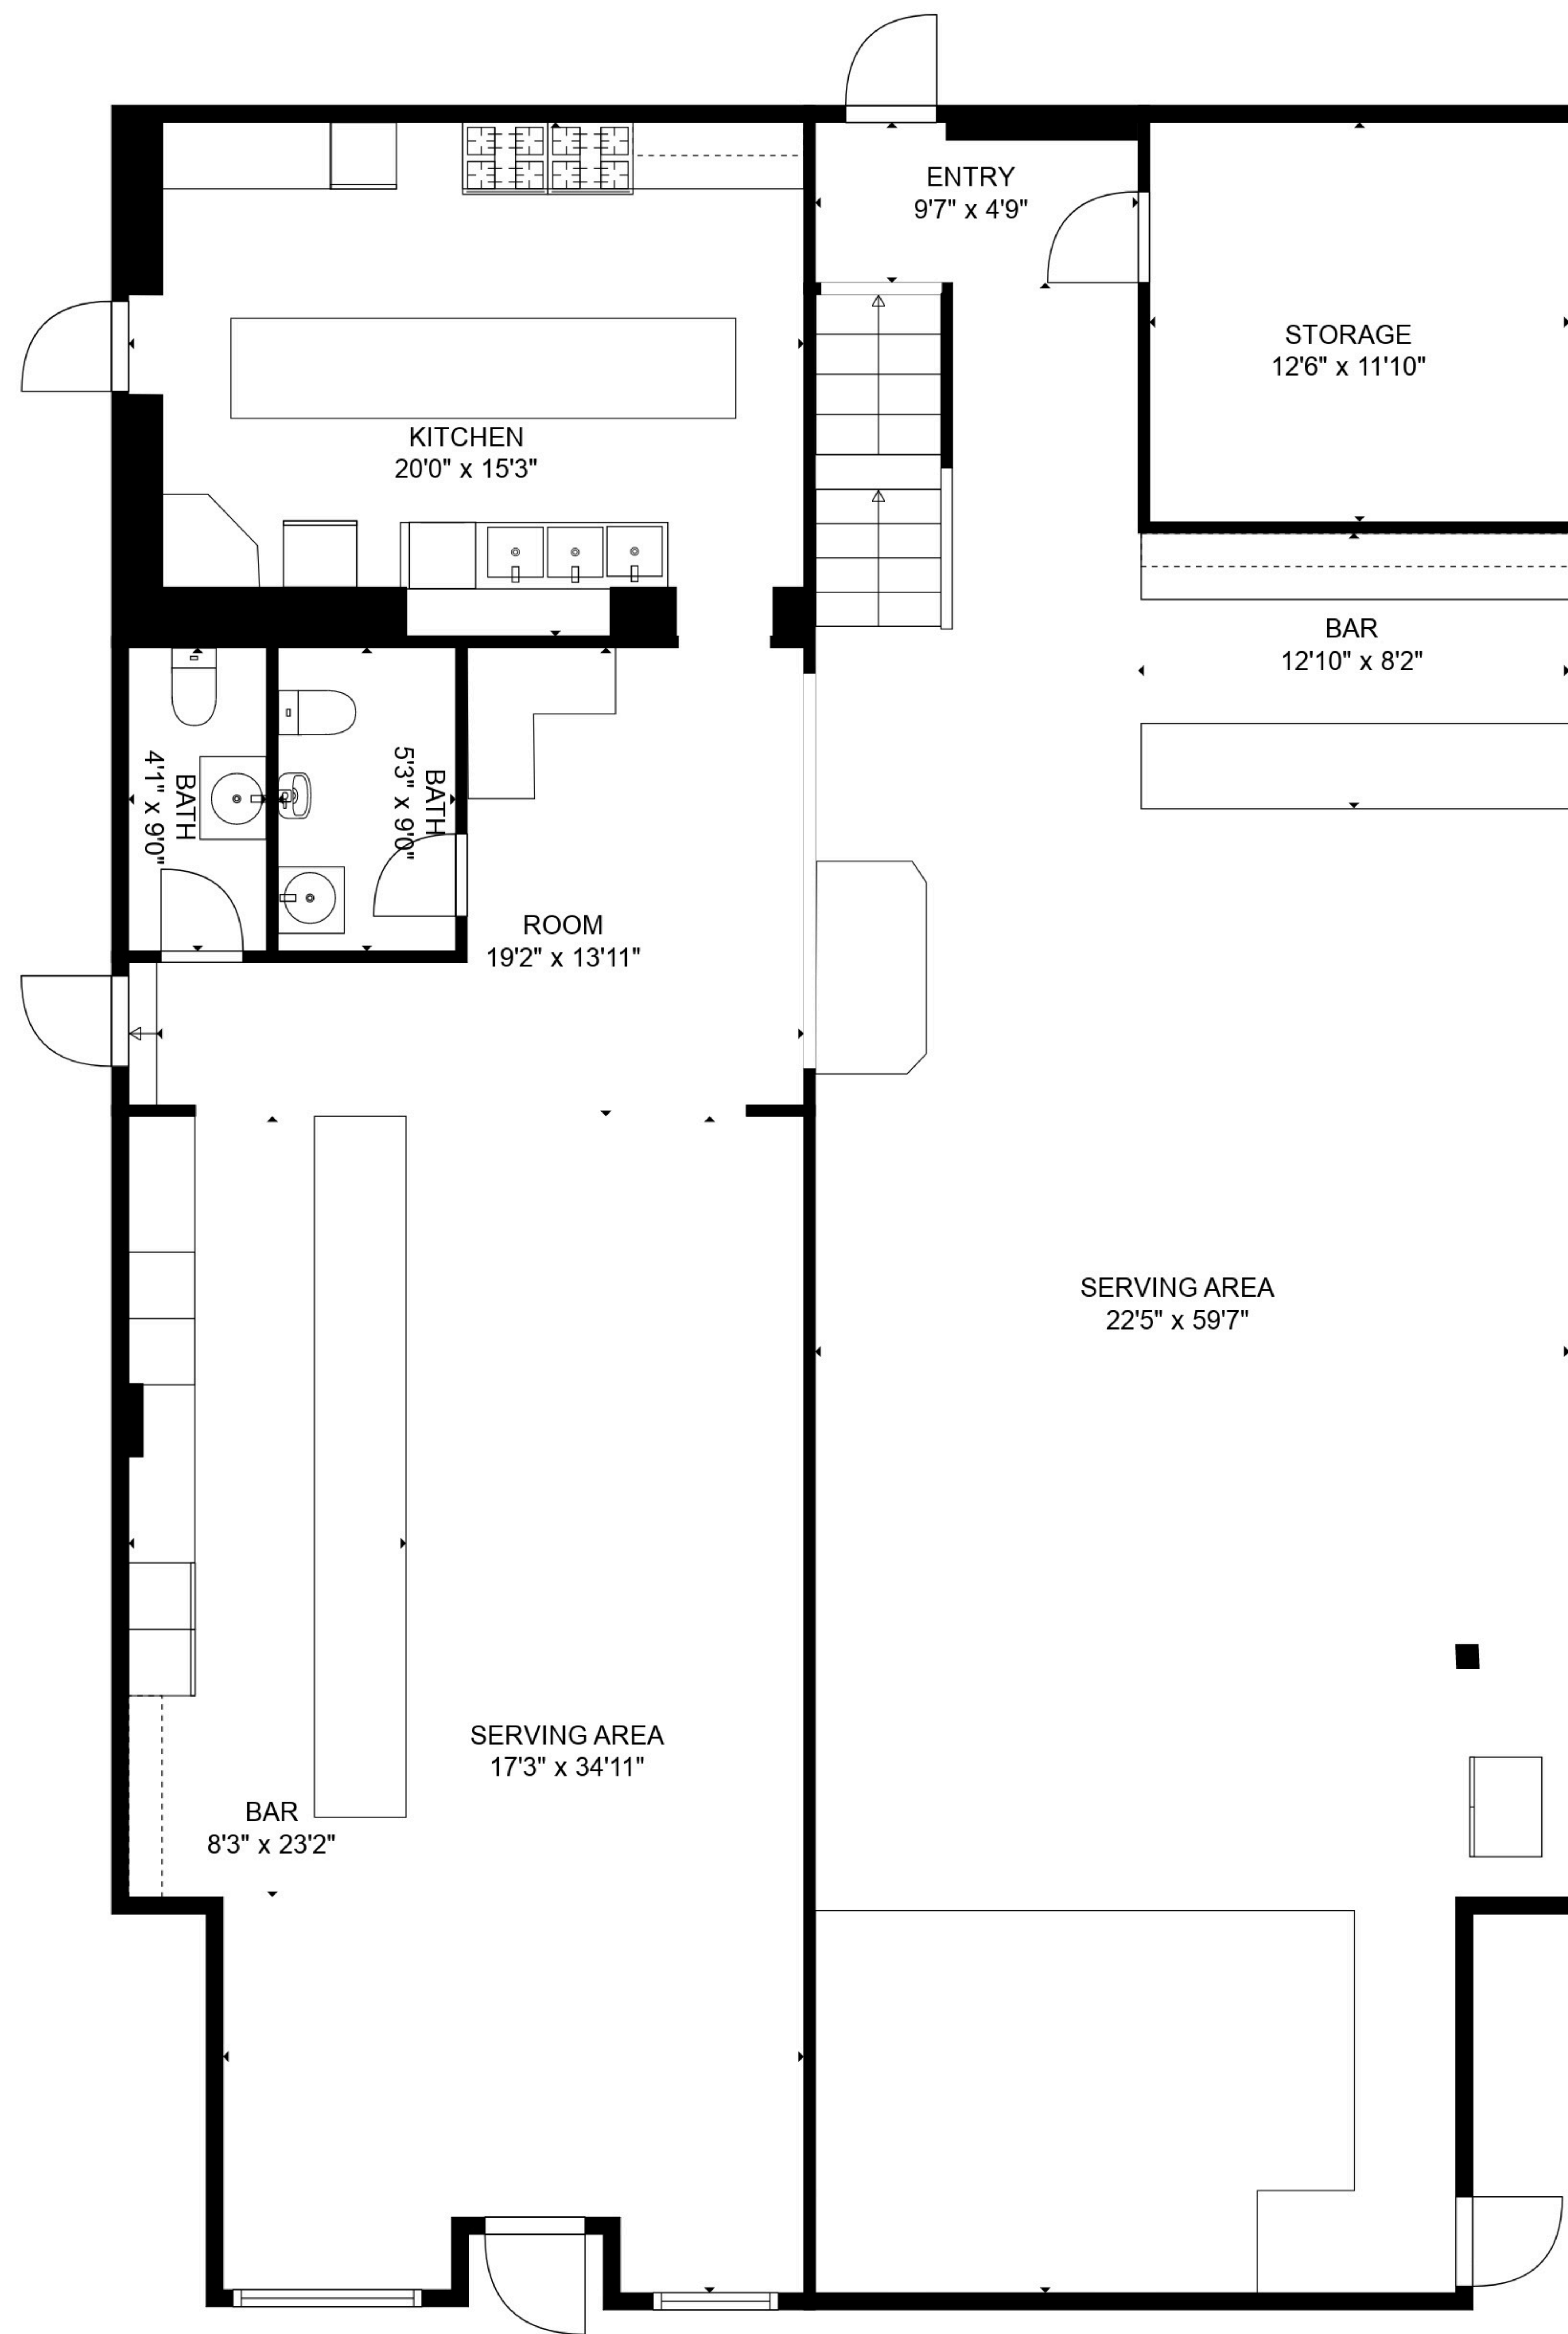 ENTRY
9'7" x 4'9"
STORAGE
12'6" x 11'10"
KITCHEN
20'0" x 15'3"
BAR
12'10" x 8'2"
BATH
4'1" x 9'0"
BATH
5'3" x 9'0"
ROOM
19'2" x 13'11"
SERVING AREA
22'5" x 59'7"
SERVING AREA
17'3" x 34'11"
BAR
8'3" x 23'2"